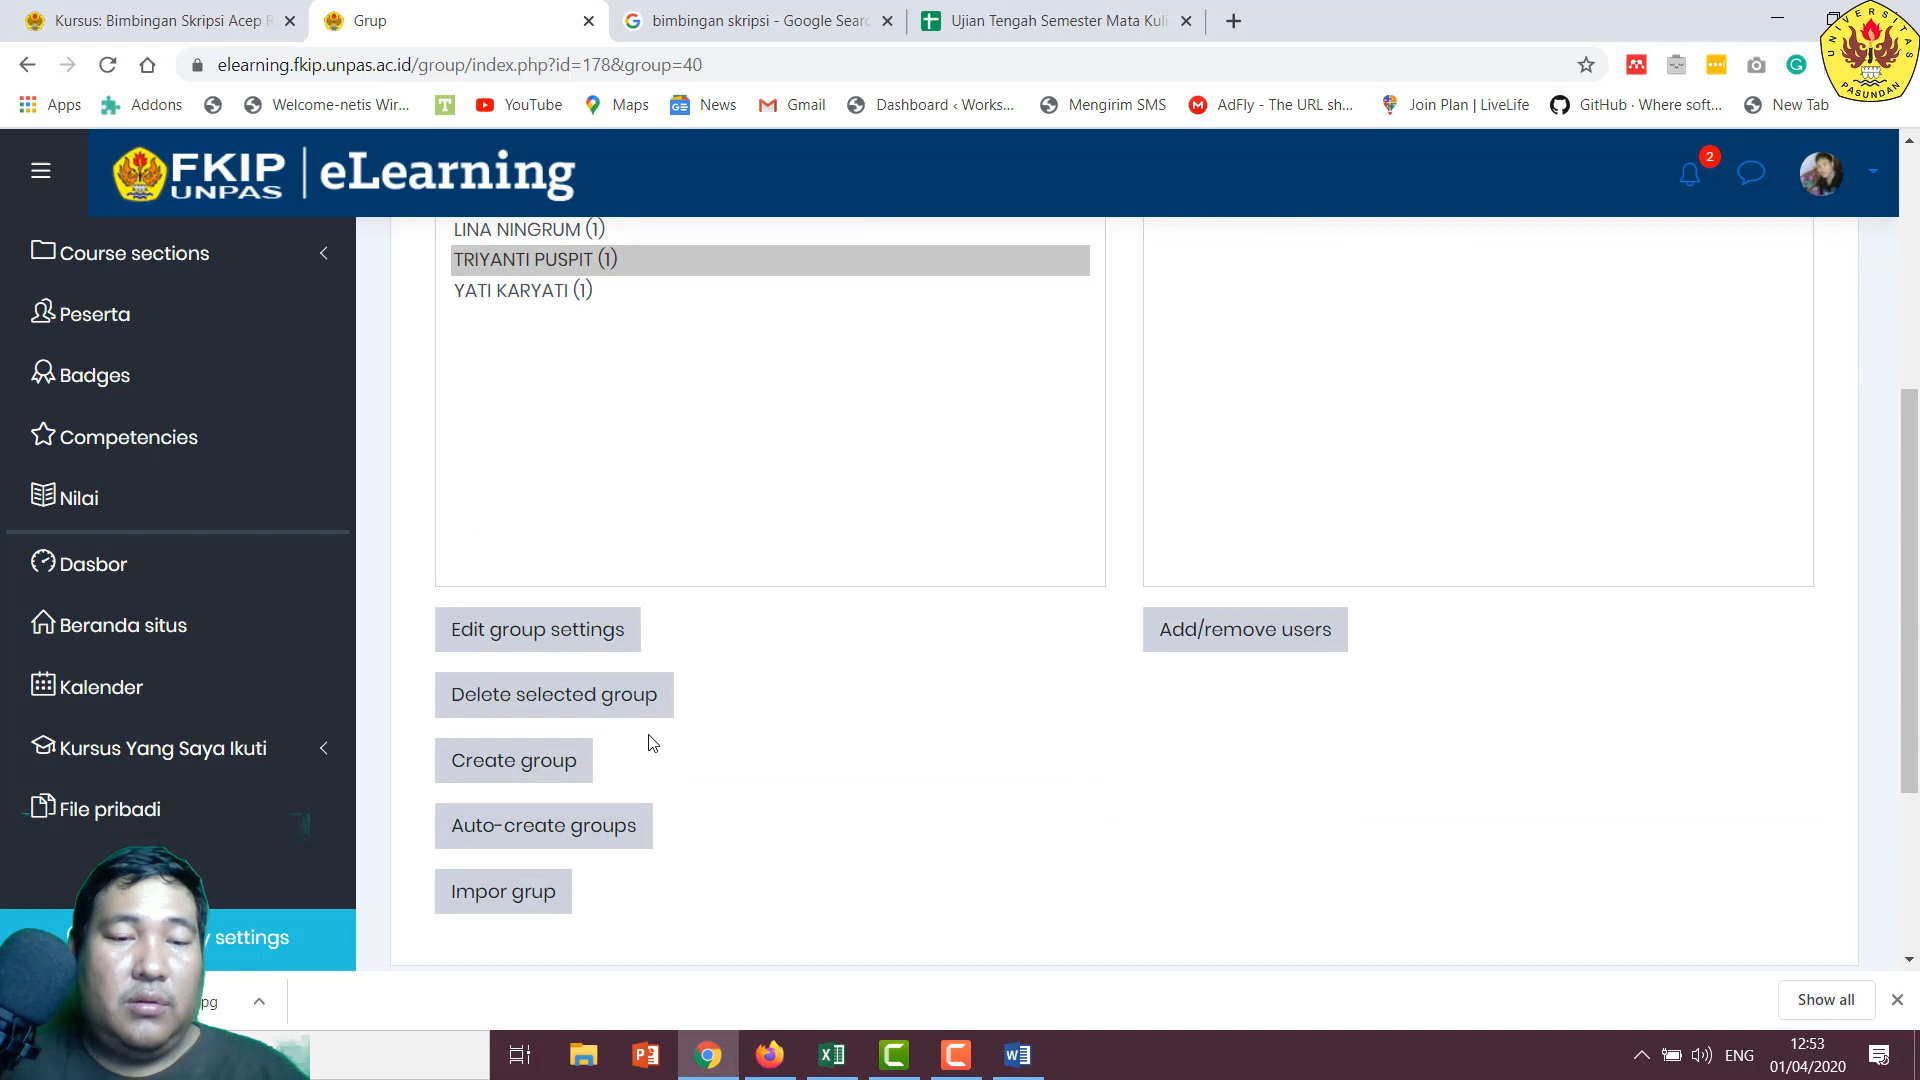 Kursus: Bimbingan Skripsi Acep R
Grup
bimbingan skripsi - Google Searc
Ujian Tengah Semester Mata Kuli
elearning.fkip.unpas.ac.id/group/index.php?id=178&group=40
Apps
Addons
Welcome-netis Wir...
YouTube
Maps
News
Gmail
Dashboard ‹ Works...
Mengirim SMS
AdFly - The URL sh...
Join Plan | LiveLife
GitHub · Where soft...
New Tab
UNIVERSITAS
PASUNDAN
FKIP
UNPAS
eLearning
2
Course sections
Peserta
Badges
Competencies
Nilai
Dasbor
Beranda situs
Kalender
Kursus Yang Saya Ikuti
File pribadi
settings
LINA NINGRUM (1)
TRIYANTI PUSPIT (1)
YATI KARYATI (1)
Edit group settings
Add/remove users
Delete selected group
Create group
Auto-create groups
Impor grup
pg
Show all
ENG
12:53
01/04/2020